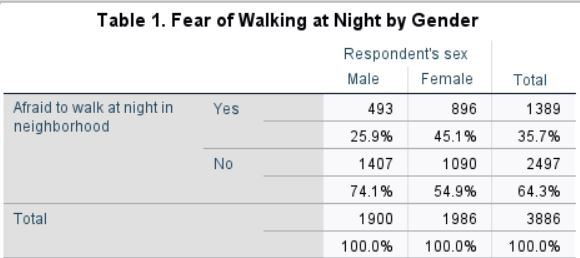 Table 1. Fear of Walking at Night by Gender
Respondent's sex
Male Female Total
Afraid to walk at night in neighborhood Yes 493 896 1389
25.9% 45.1% 35.7%
No 1407 1090 2497
74.1% 54.9% 64.3%
Total 1900 1986 3886
100.0% 100.0% 100.0%